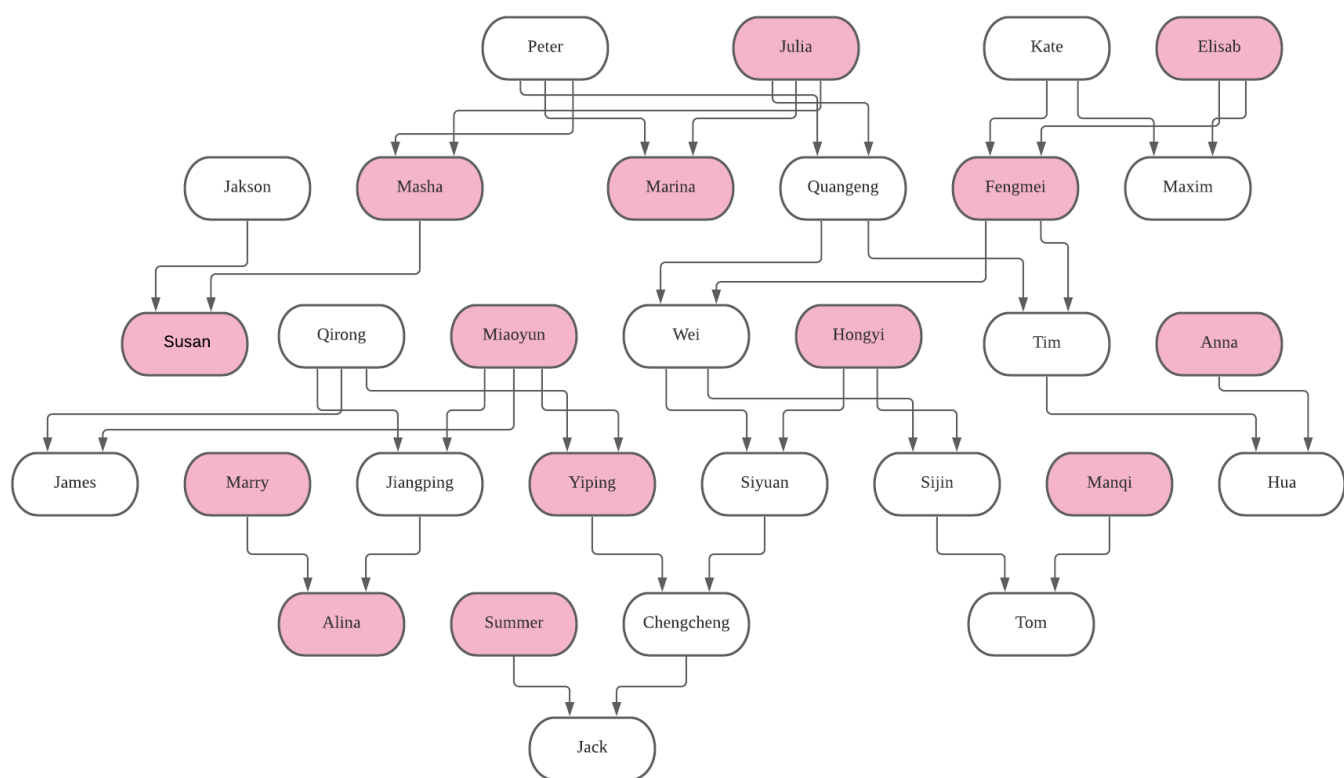 Peter
Julia
Kate
Elisab
Jakson
Masha
Marina
Quangeng
Fengmei
Maxim
Susan
Qirong
Miaoyun
Wei
Hongyi
Tim
Anna
James
Marry
Jiangping
Yiping
Siyuan
Sijin
Manqi
Hua
Alina
Summer
Chengcheng
Tom
Jack